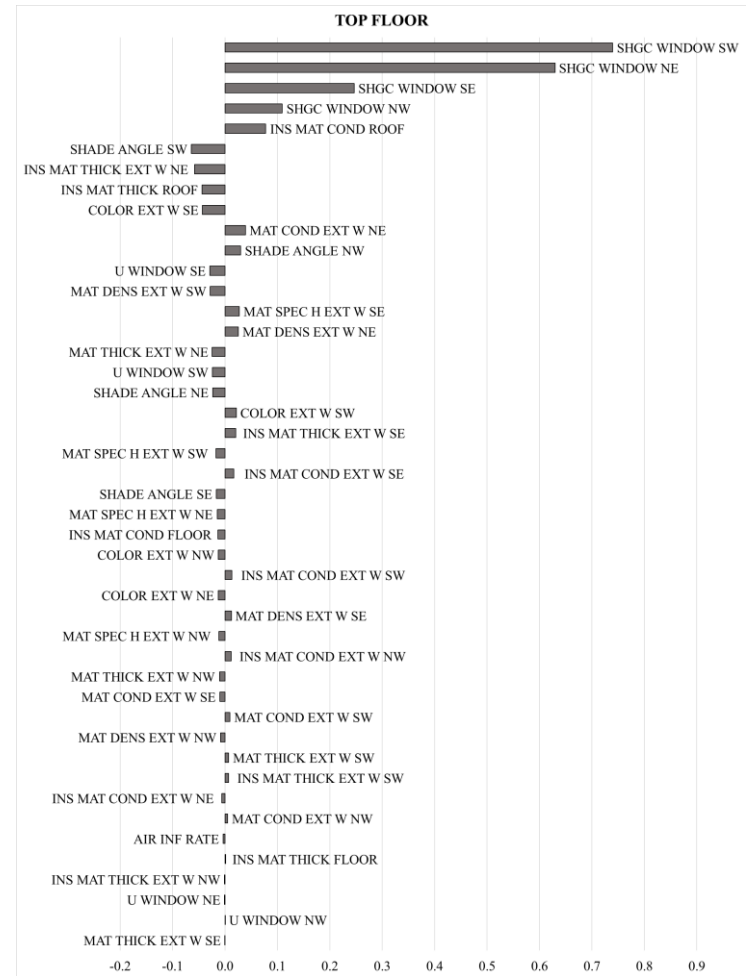 TOP FLOOR
SHGC WINDOW SW
SHGC WINDOW NE
SHGC WINDOW SE
SHGC WINDOW NW
INS MAT COND ROOF
SHADE ANGLE SW
INS MAT THICK EXT W NE
INS MAT THICK ROOF
COLOR EXT W SE
MAT COND EXT W NE
SHADE ANGLE NW
U WINDOW SE
MAT DENS EXT W SW
MAT SPEC H EXT W SE
MAT DENS EXT W NE
MAT THICK EXT W NE
U WINDOW SW
SHADE ANGLE NE
COLOR EXT W SW
INS MAT THICK EXT W SE
MAT SPEC H EXT W SW
INS MAT COND EXT W SE
SHADE ANGLE SE
MAT SPEC H EXT W NE
INS MAT COND FLOOR
COLOR EXT W NW
INS MAT COND EXT W SW
COLOR EXT W NE
MAT DENS EXT W SE
MAT SPEC H EXT W NW
INS MAT COND EXT W NW
MAT THICK EXT W NW
MAT COND EXT W SE
MAT COND EXT W SW
MAT DENS EXT W NW
MAT THICK EXT W SW
INS MAT THICK EXT W SW
INS MAT COND EXT W NE
MAT COND EXT W NW
AIR INF RATE
INS MAT THICK FLOOR
INS MAT THICK EXT W NW
U WINDOW NE
U WINDOW NW
MAT THICK EXT W SE
-0.2 -0.1 0.0 0.1 0.2 0.3 0.4 0.5 0.6 0.7 0.8 0.9